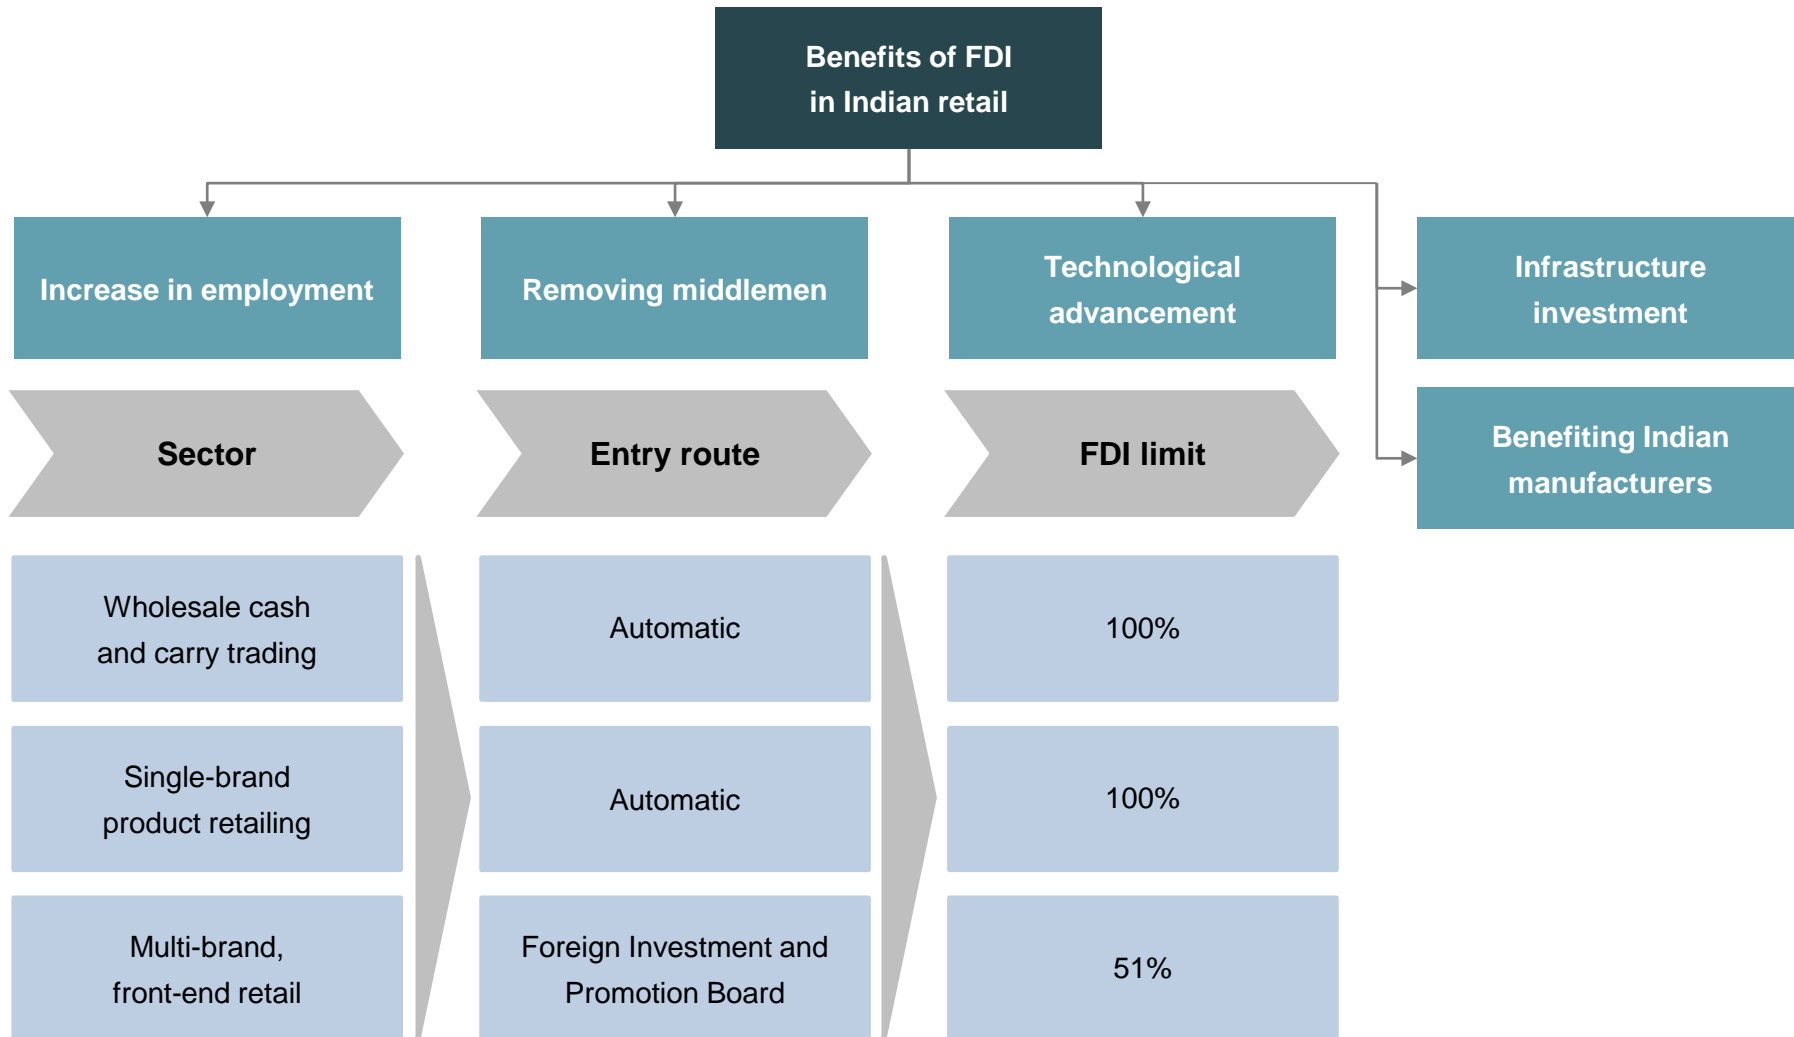 Benefits of FDI
in Indian retail
Increase in employment
Removing middlemen
Technological
advancement
Infrastructure
investment
Benefiting Indian
manufacturers
Sector
Entry route
FDI limit
Wholesale cash
and carry trading
Automatic
100%
Single-brand
product retailing
Automatic
100%
Multi-brand,
front-end retail
Foreign Investment and
Promotion Board
51%